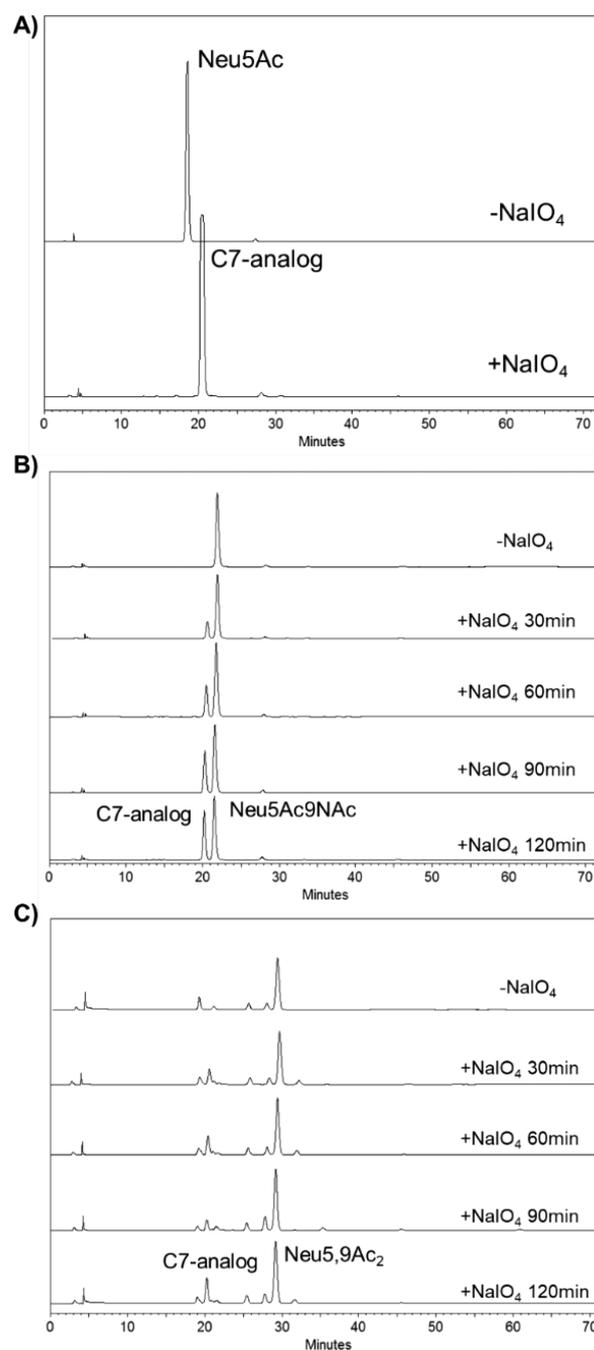 A)
Neu5Ac
-NaIO4
C7-analog
+NaIO4
0 10 20 30 40 50 60 70
Minutes
B)
-NaIO4
+NaIO4 30min
+NaIO4 60min
+NaIO4 90min
C7-analog Neu5Ac9NAc
+NaIO4 120min
0 10 20 30 40 50 60 70
Minutes
C)
-NaIO4
+NaIO4 30min
+NaIO4 60min
+NaIO4 90min
C7-analog Neu5,9Ac2
+NaIO4 120min
0 10 20 30 40 50 60 70
Minutes